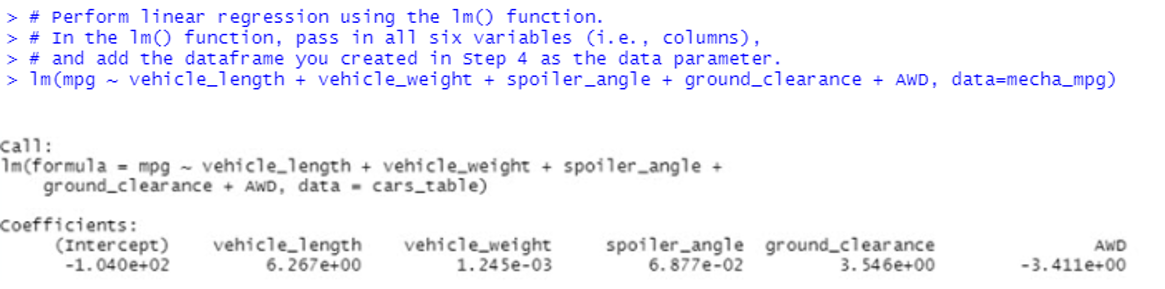 > # Perform linear regression using the lm() function.
> # In the lm() function, pass in all six variables (i.e., columns),
> # and add the dataframe you created in Step 4 as the data parameter.
> lm(mpg ~ vehicle_length + vehicle_weight + spoiler_angle + ground_clearance + AWD, data=mecha_mpg)
Call:
lm(formula = mpg ~ vehicle_length + vehicle_weight + spoiler_angle +
ground_clearance + AWD, data = cars_table)
Coefficients:
(Intercept) vehicle_length vehicle_weight spoiler_angle ground_clearance AWD
-1.040e+02 6.267e+00 1.245e-03 6.877e-02 3.546e+00 -3.411e+00